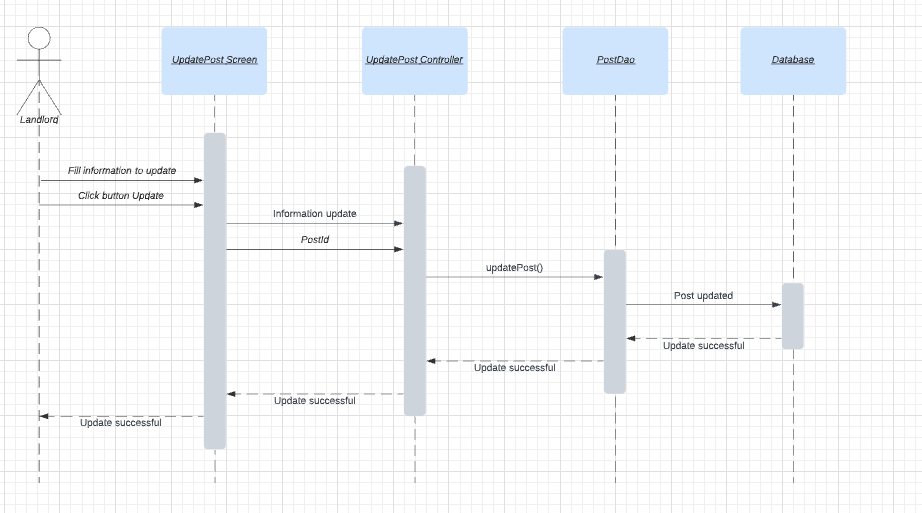 UpdatePost Screen
UpdatePost Controller
PostDao
Database
Landlord
Fill information to update
Click button Update
Information update
PostId
updatePost()
Post updated
Update successful
Update successful
Update successful
Update successful